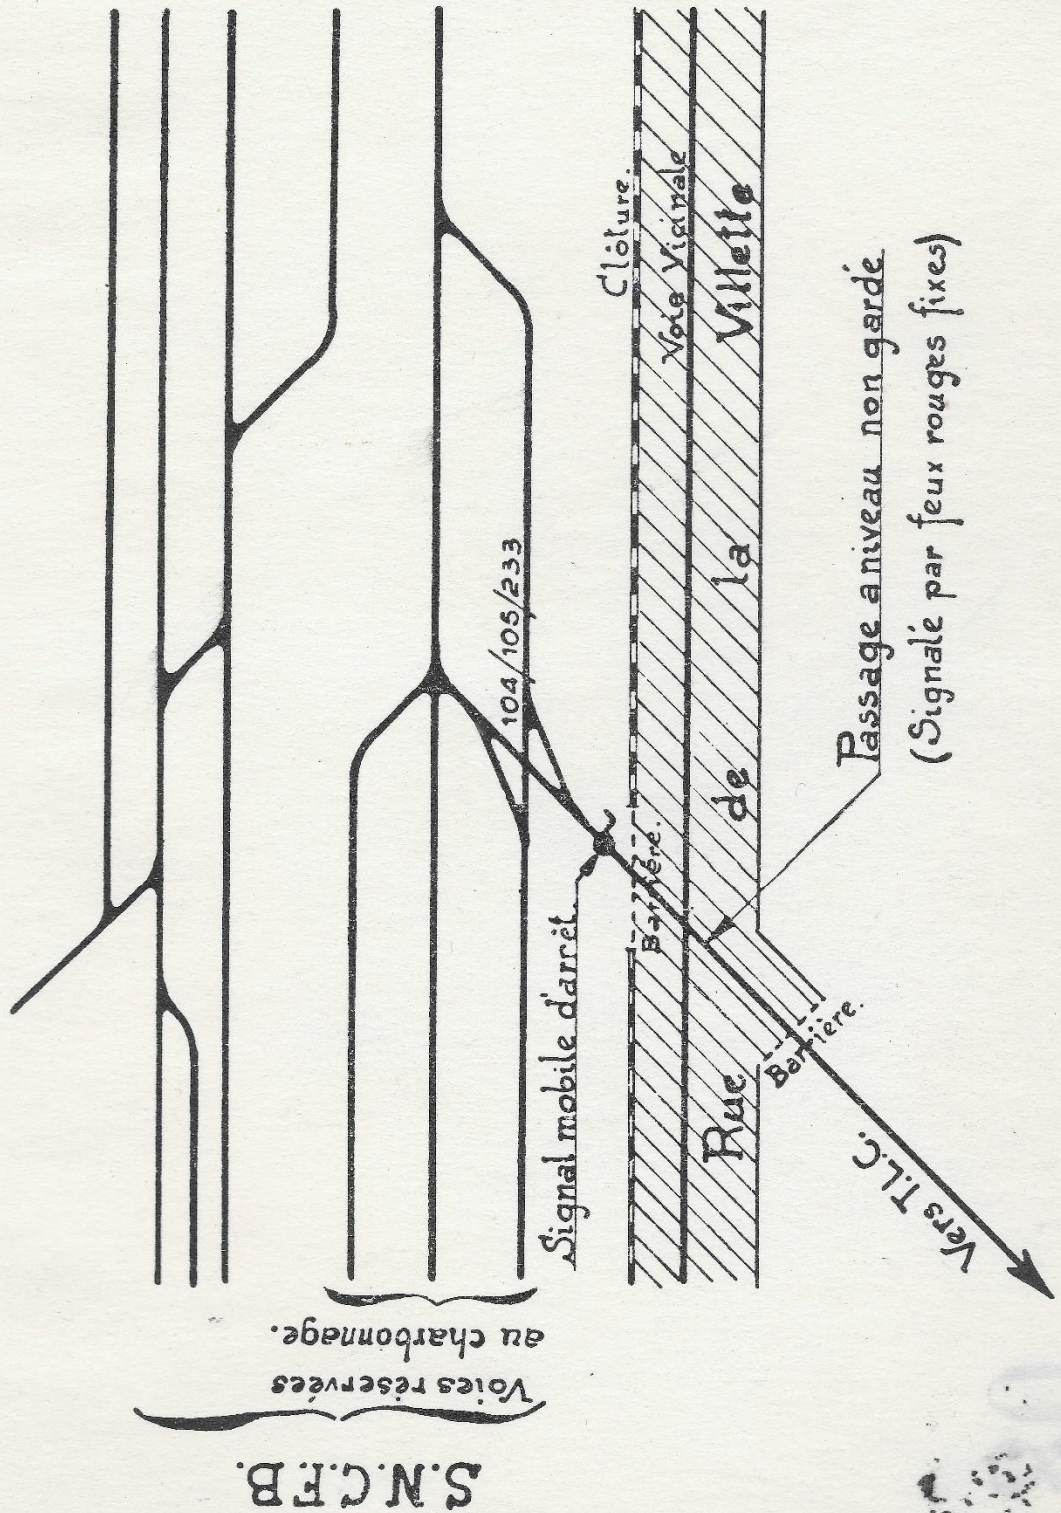 S.N.C.F.B.
Voies réservées
au charbonnage.
104/105/233
Signal mobile d'arrêt.
Clôture.
Barrière.
Voie Vicinale
Rue de la Villette
Barrière.
Vers T.L.C.
Passage à niveau non gardé
(Signalé par feux rouges fixes)